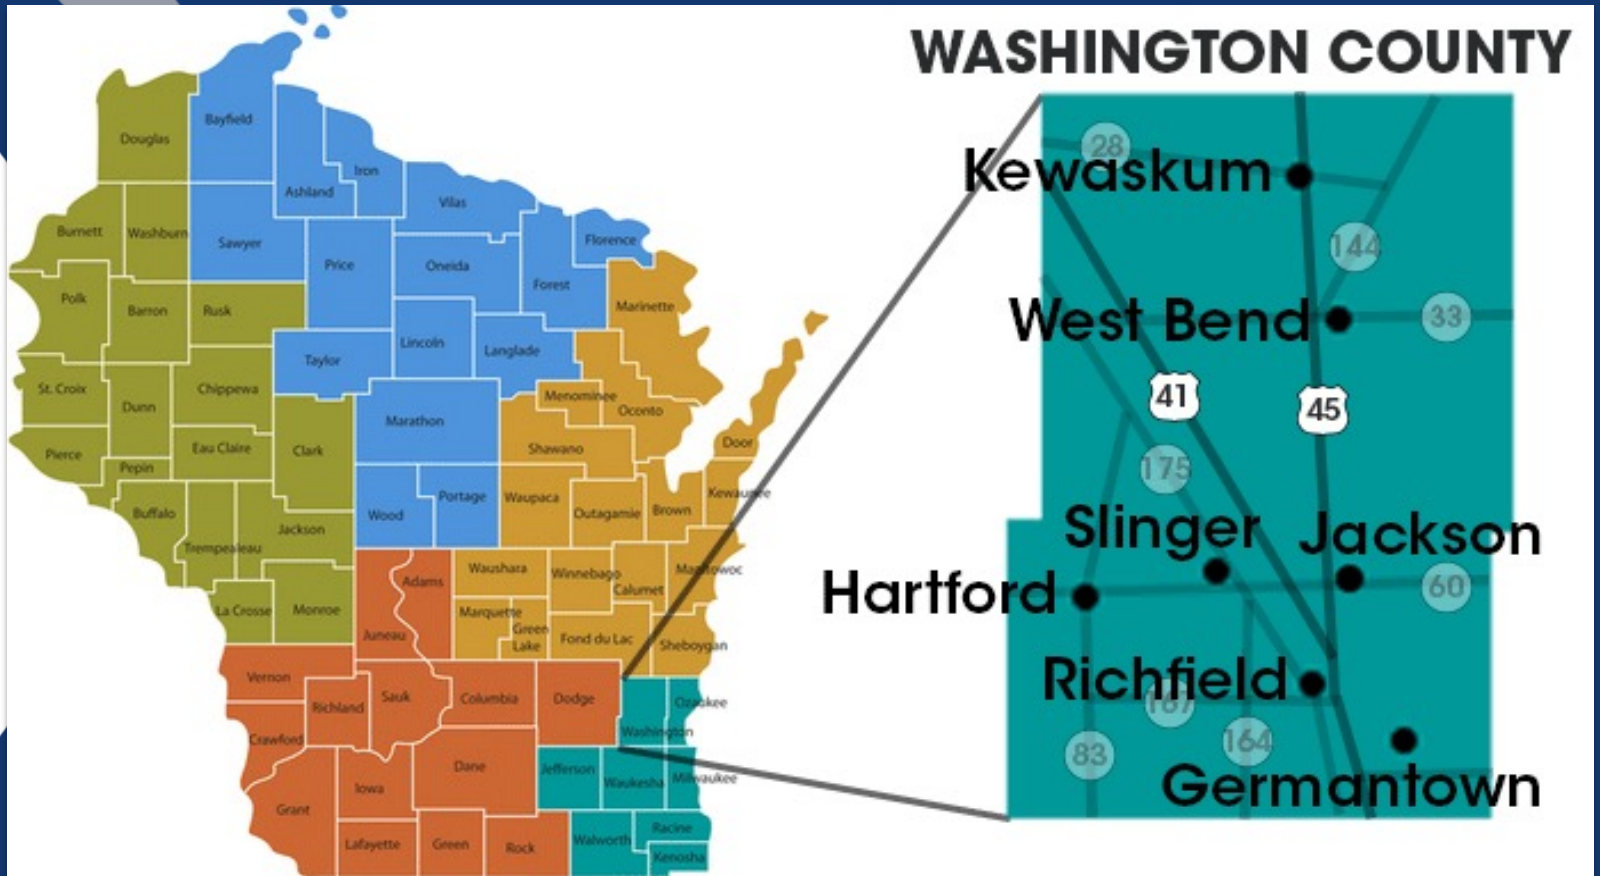 WASHINGTON COUNTY
Douglas
Bayfield
Ashland
Iron
Vilas
Burnett
Washburn
Sawyer
Price
Oneida
Florence
Forest
Polk
Barron
Rusk
Marinette
Taylor
Lincoln
Langlade
St. Croix
Dunn
Chippewa
Menominee
Oconto
Marathon
Pierce
Pepin
Eau Claire
Clark
Shawano
Door
Buffalo
Trempealeau
Jackson
Wood
Portage
Waupaca
Outagamie
Brown
Kewaunee
La Crosse
Monroe
Juneau
Adams
Waushara
Winnebago
Calumet
Manitowoc
Marquette
Green
Lake
Fond du Lac
Sheboygan
Vernon
Richland
Sauk
Columbia
Dodge
Ozaukee
Washington
Crawford
Grant
Iowa
Dane
Jefferson
Waukesha
Milwaukee
Lafayette
Green
Rock
Walworth
Racine
Kenosha
28
Kewaskum
144
West Bend
33
41
45
175
Slinger
Jackson
Hartford
60
Richfield
167
83
164
Germantown